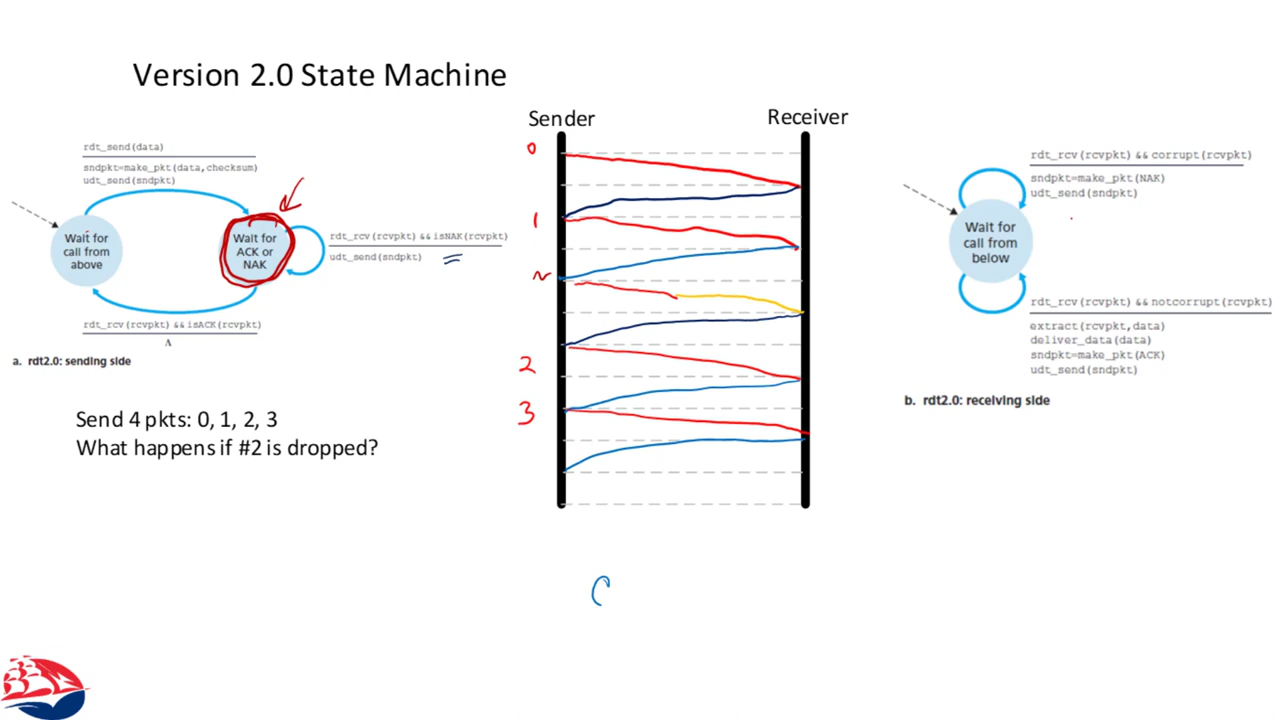 Version 2.0 State Machine
Sender
Receiver
rdt_send(data)
sndpkt=make_pkt(data,checksum)
udt_send(sndpkt)
Wait for
call from
above
Wait for
ACK or
NAK
rdt_rcv(rcvpkt) && isNAK(rcvpkt)
udt_send(sndpkt)
rdt_rcv(rcvpkt) && isACK(rcvpkt)
Λ
a. rdt2.0: sending side
0
1
2
3
rdt_rcv(rcvpkt) && corrupt(rcvpkt)
sndpkt=make_pkt(NAK)
udt_send(sndpkt)
Wait for
call from
below
rdt_rcv(rcvpkt) && notcorrupt(rcvpkt)
extract(rcvpkt,data)
deliver_data(data)
sndpkt=make_pkt(ACK)
udt_send(sndpkt)
b. rdt2.0: receiving side
Send 4 pkts: 0, 1, 2, 3
What happens if #2 is dropped?